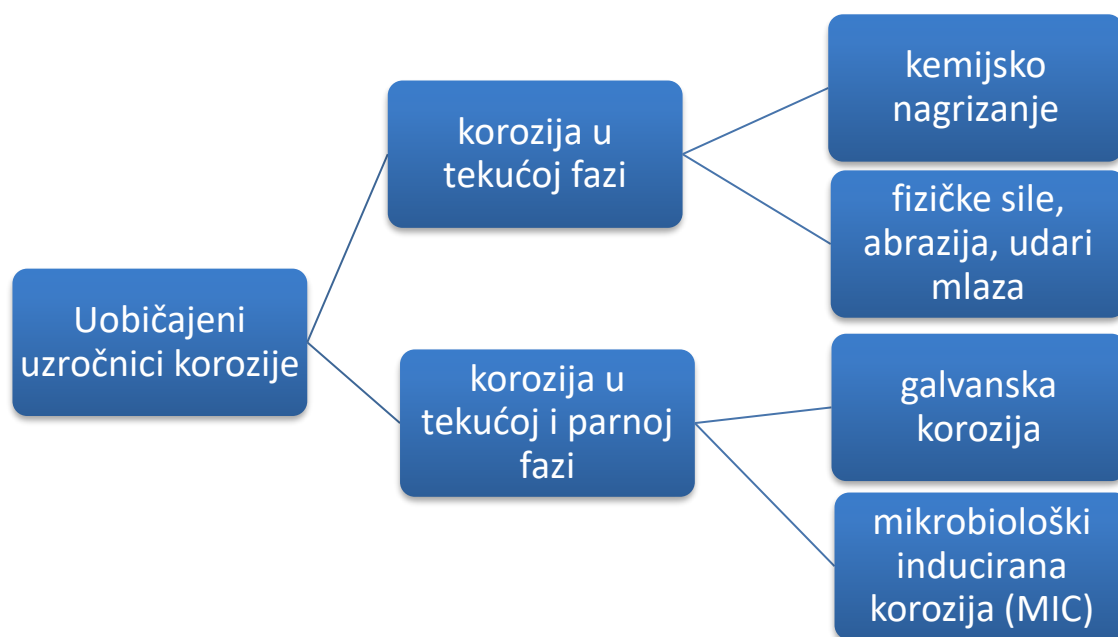 Uobičajeni
uzročnici korozije
korozija u
tekućoj fazi
kemijsko
nagrizanje
fizičke sile,
abrazija, udari
mlaza
korozija u
tekućoj i parnoj
fazi
galvanska
korozija
mikrobiološki
inducirana
korozija (MIC)